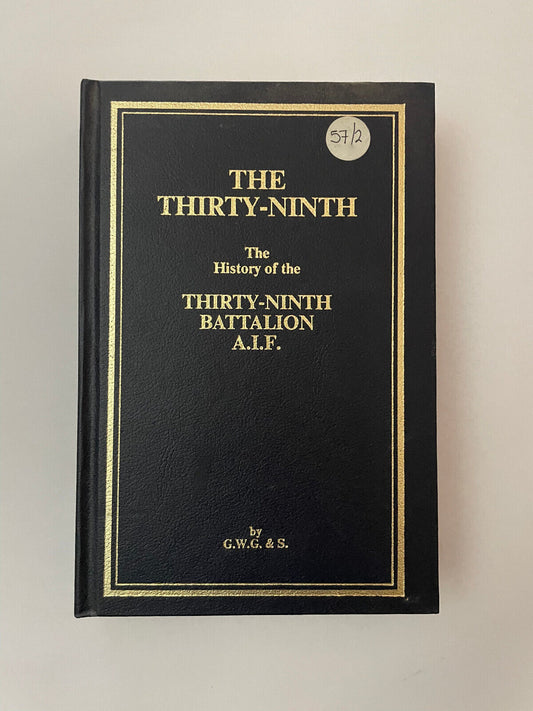 57/2
THE
THIRTY-NINTH
The
History of the
THIRTY-NINTH
BATTALION
A.I.F.
by
G.W.G. & S.